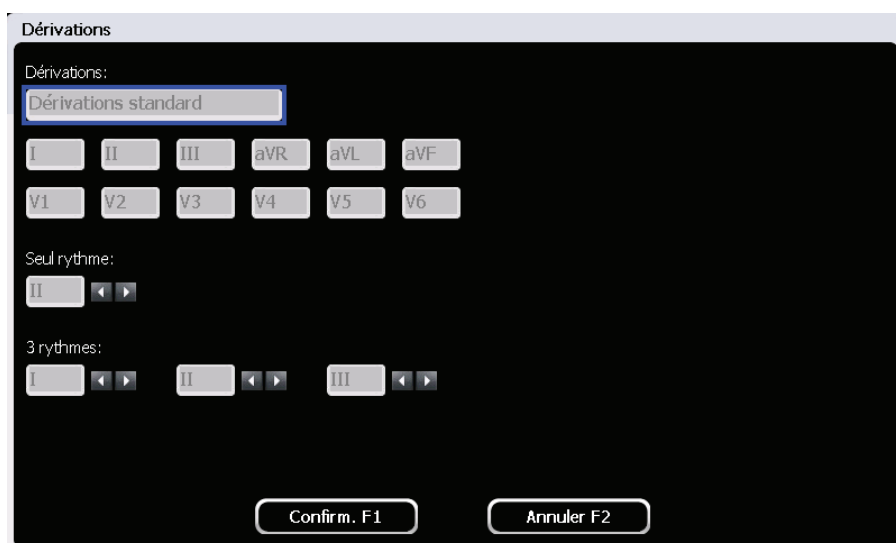 Dérivations
Dérivations:
Dérivations standard
I II III aVR aVL aVF
V1 V2 V3 V4 V5 V6
Seul rythme:
II
3 rythmes:
I II III
Confirm. F1 Annuler F2